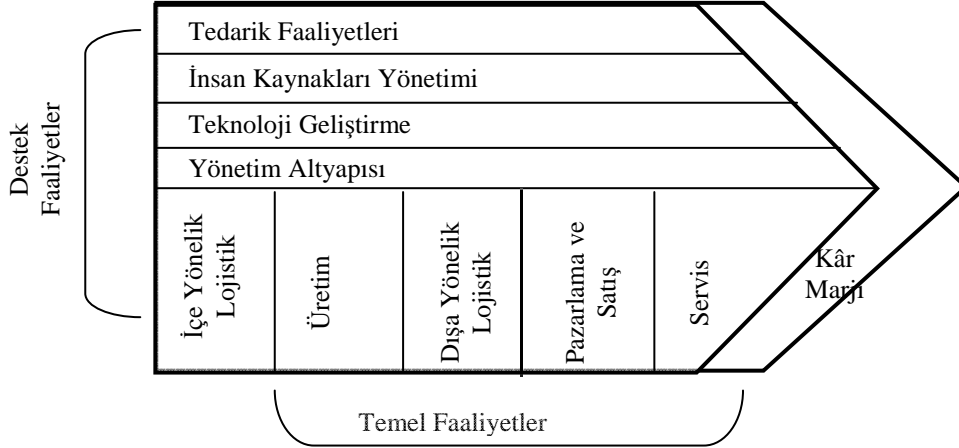 Tedarik Faaliyetleri
İnsan Kaynakları Yönetimi
Teknoloji Geliştirme
Yönetim Altyapısı
Destek
Faaliyetler
İçe Yönelik
Lojistik
Üretim
Dışa Yönelik
Lojistik
Pazarlama ve
Satış
Servis
Kâr
Marji
Temel Faaliyetler